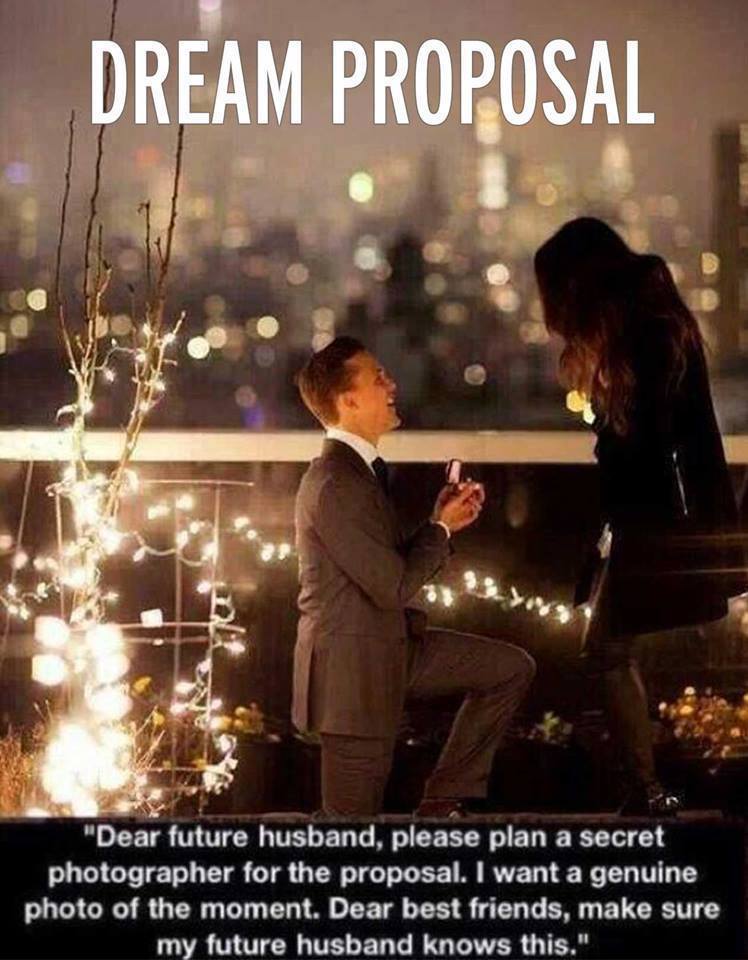 DREAM PROPOSAL
"Dear future husband, please plan a secret
photographer for the proposal. I want a genuine
photo of the moment. Dear best friends, make sure
my future husband knows this."